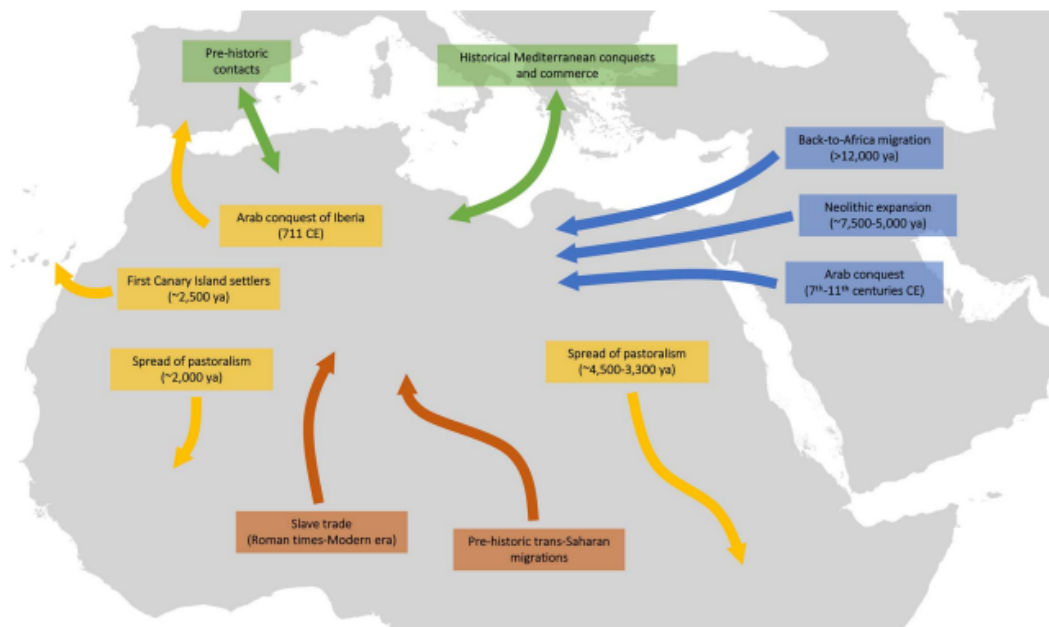 Pre-historic
contacts
Historical Mediterranean conquests
and commerce
Back-to-Africa migration
(>12,000 ya)
Neolithic expansion
(~7,500-5,000 ya)
Arab conquest of Iberia
(711 CE)
Arab conquest
(7th-11th centuries CE)
First Canary Island settlers
(~2,500 ya)
Spread of pastoralism
(~2,000 ya)
Spread of pastoralism
(~4,500-3,300 ya)
Slave trade
(Roman times-Modern era)
Pre-historic trans-Saharan
migrations